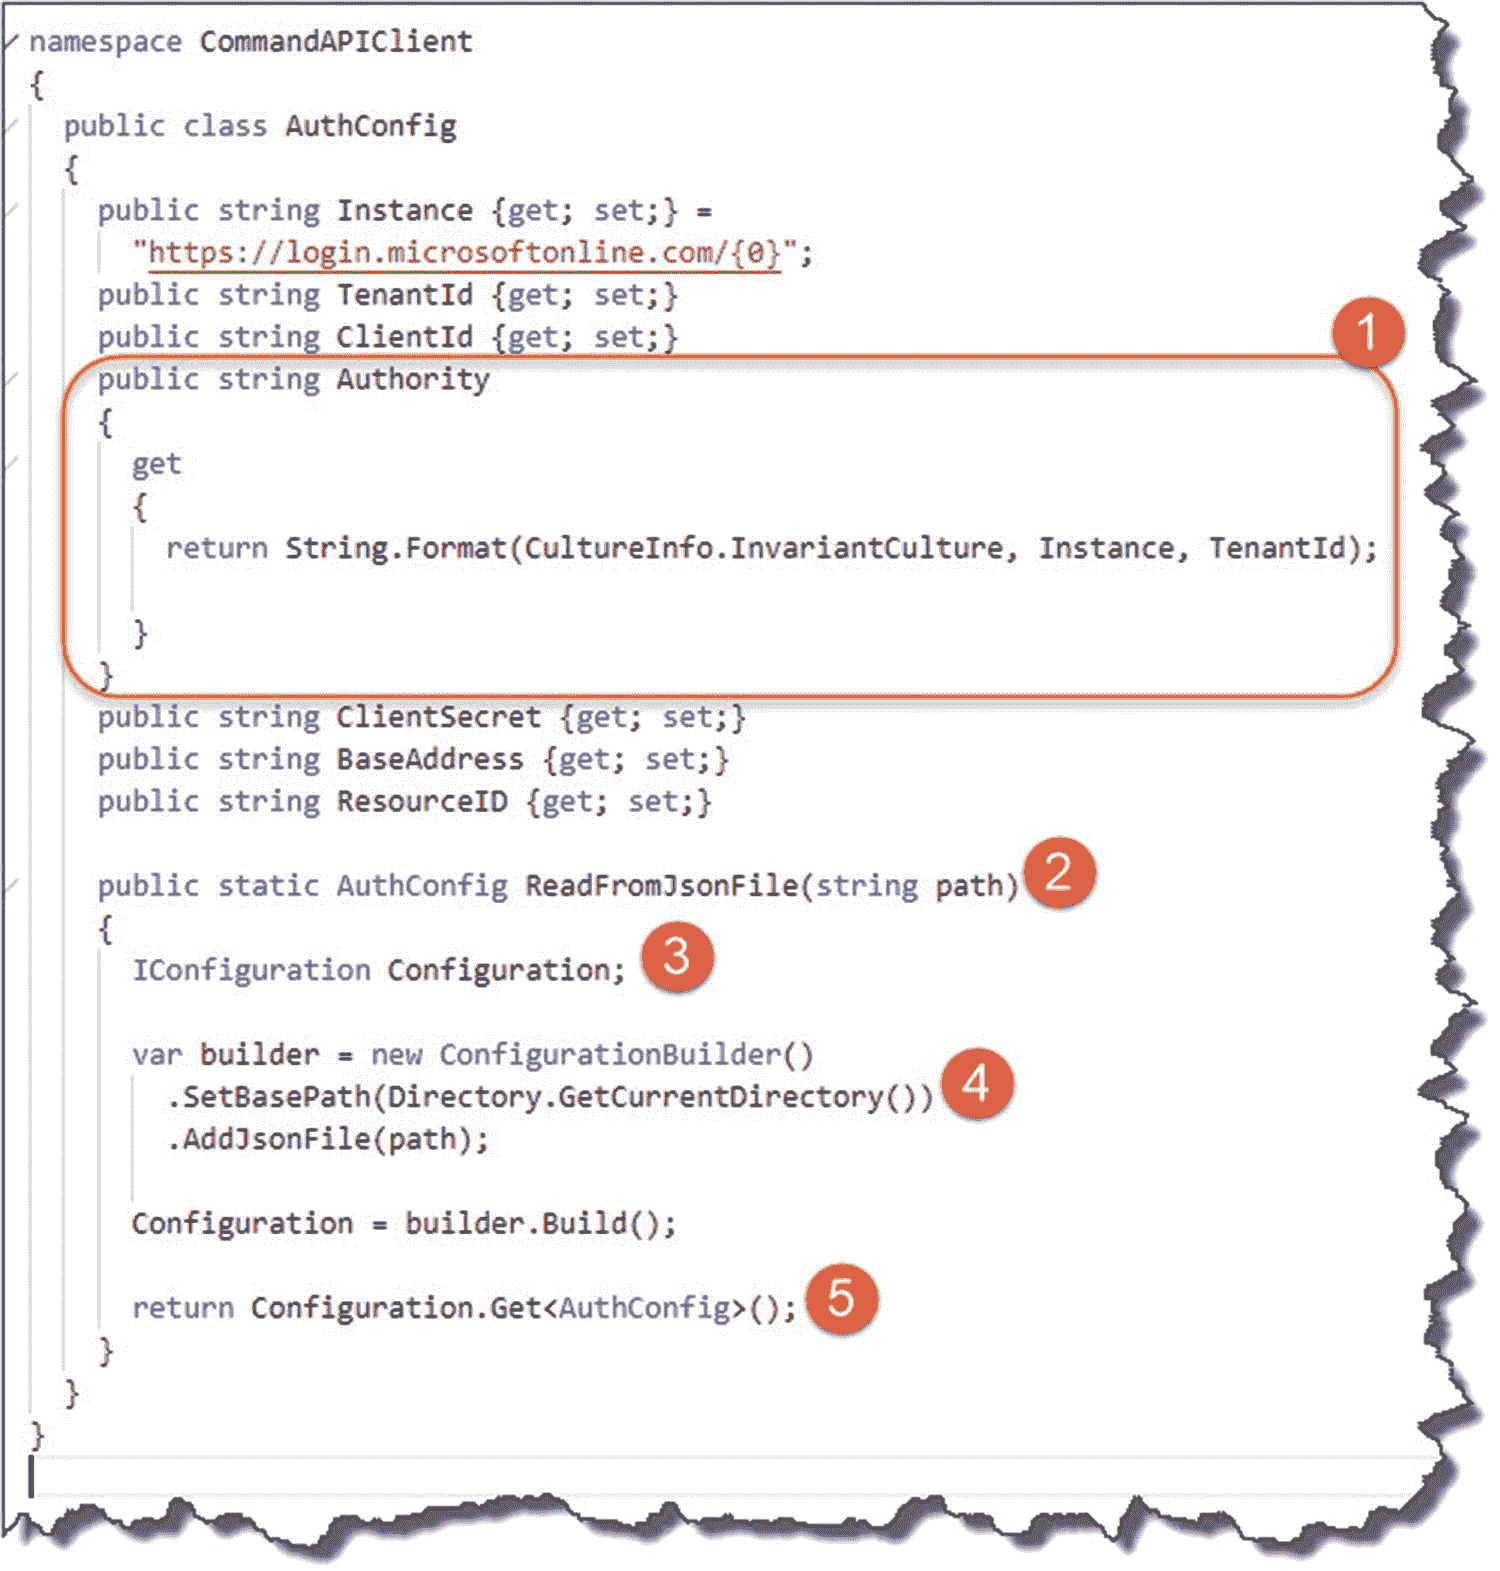 namespace CommandAPIClient
{
public class AuthConfig
{
public string Instance {get; set;} =
"https://login.microsoftonline.com/{0}";
public string TenantId {get; set;}
public string ClientId {get; set;}
1
public string Authority
{
get
{
return String.Format(CultureInfo.InvariantCulture, Instance, TenantId);
}
}
public string ClientSecret {get; set;}
public string BaseAddress {get; set;}
public string ResourceID {get; set;}
public static AuthConfig ReadFromJsonFile(string path) 2
{
IConfiguration Configuration; 3
var builder = new ConfigurationBuilder()
.SetBasePath(Directory.GetCurrentDirectory()) 4
.AddJsonFile(path);
Configuration = builder.Build();
return Configuration.Get<AuthConfig>(); 5
}
}
}